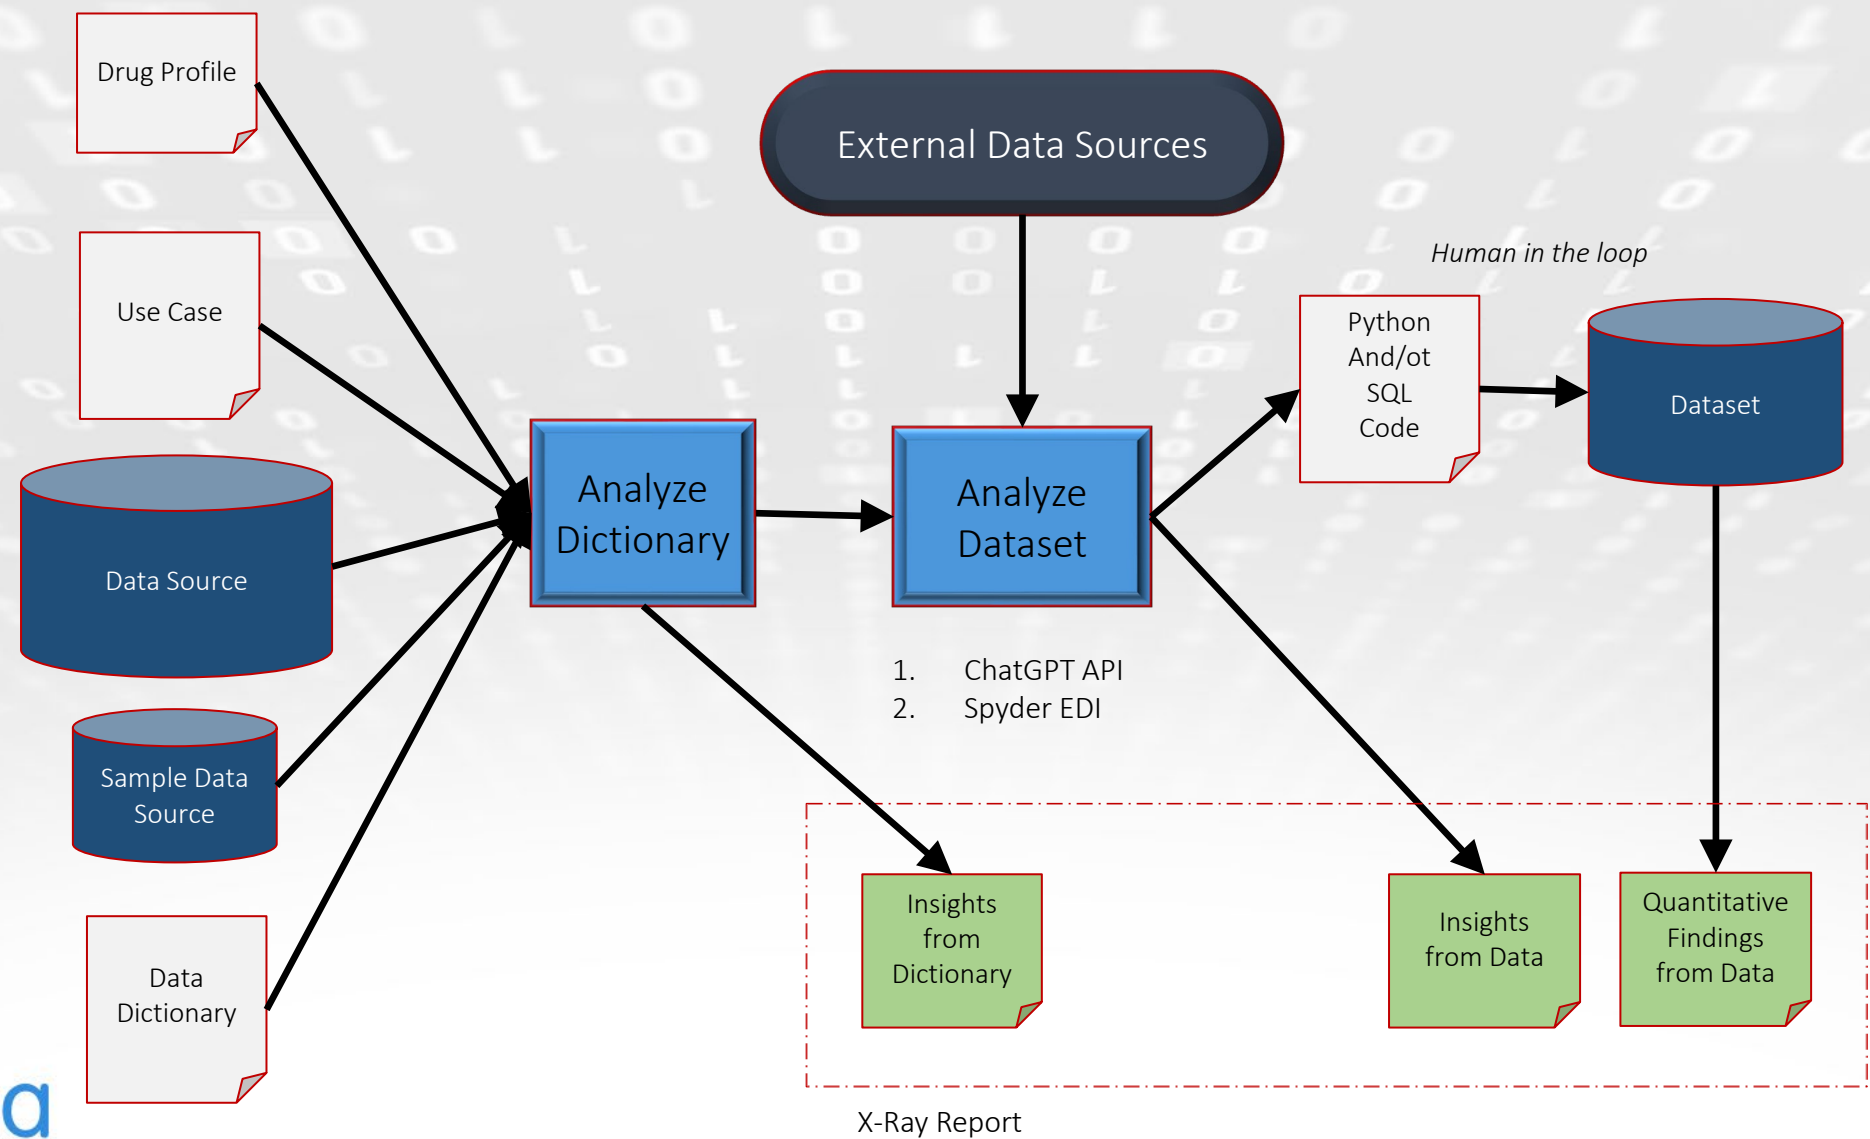 Drug Profile
External Data Sources
Human in the loop
Use Case
Python
And/ot
SQL
Code
Dataset
Analyze
Dictionary
Analyze
Dataset
Data Source
1. ChatGPT API
2. Spyder EDI
Sample Data
Source
Data
Dictionary
Insights
from
Dictionary
Insights
from Data
Quantitative
Findings
from Data
X-Ray Report
a